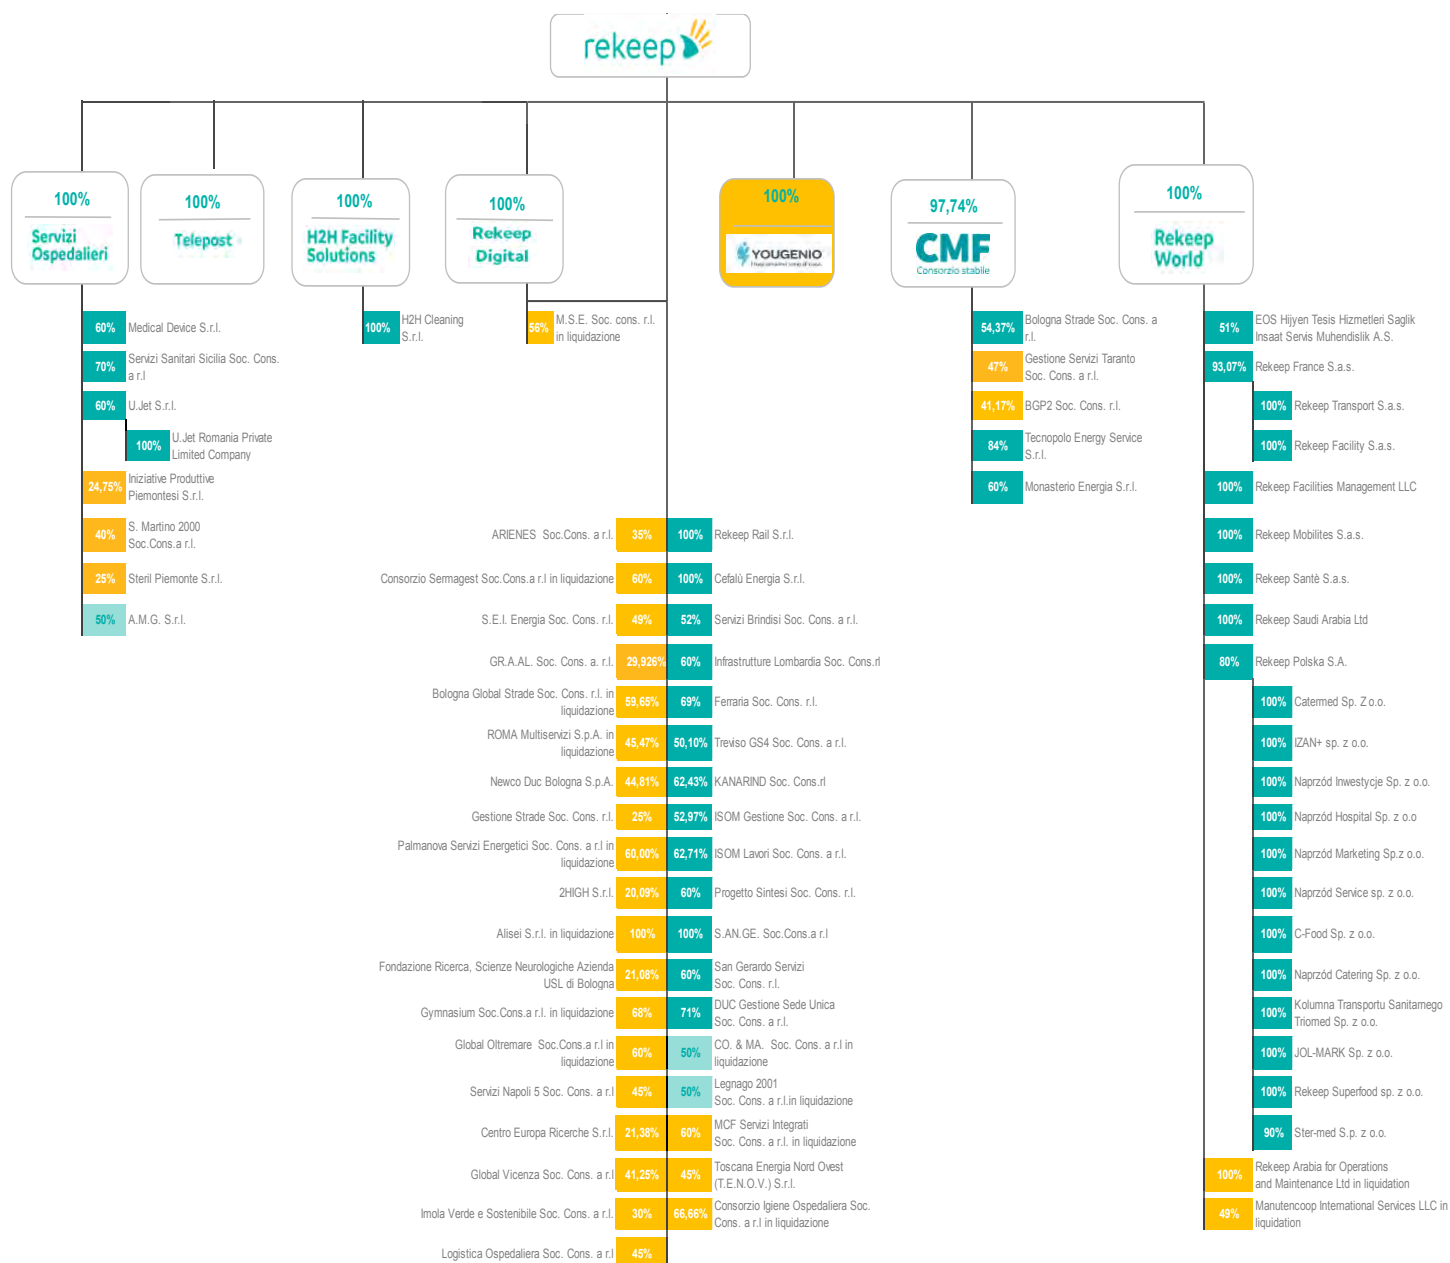 rekeep
100%
Servizi
Ospedalieri
100%
Telepost
100%
H2H Facility
Solutions
100%
Rekeep
Digital
100%
YOUGENIO
97,74%
CMF
Consorzio stabile
100%
Rekeep
World
60% Medical Device S.r.l.
70% Servizi Sanitari Sicilia Soc. Cons.
a r.l
60% U.Jet S.r.l.
100% U.Jet Romania Private
Limited Company
24,75% Iniziative Produttive
Piemontesi S.r.l.
40% S. Martino 2000
Soc.Cons.a r.l.
25% Steril Piemonte S.r.l.
50% A.M.G. S.r.l.
100% H2H Cleaning
S.r.l.
56% M.S.E. Soc. cons. r.l.
in liquidazione
ARIENES Soc.Cons. a r.l. 35%
Consorzio Sermagest Soc.Cons.a r.l in liquidazione 60%
S.E.I. Energia Soc. Cons. r.l. 49%
GR.A.AL. Soc. Cons. a. r.l. 29,926%
Bologna Global Strade Soc. Cons. r.l. in
liquidazione 59,65%
ROMA Multiservizi S.p.A. in
liquidazione 45,47%
Newco Duc Bologna S.p.A. 44,81%
Gestione Strade Soc. Cons. r.l. 25%
Palmanova Servizi Energetici Soc. Cons. a r.l in
liquidazione 60,00%
2HIGH S.r.l. 20,09%
Alisei S.r.l. in liquidazione 100%
Fondazione Ricerca, Scienze Neurologiche Azienda
USL di Bologna 21,08%
Gymnasium Soc.Cons.a r.l. in liquidazione 68%
Global Oltremare Soc.Cons.a r.l in
liquidazione 60%
Servizi Napoli 5 Soc. Cons. a r.l 45%
Centro Europa Ricerche S.r.l. 21,38%
Global Vicenza Soc. Cons. a r.l 41,25%
Imola Verde e Sostenibile Soc. Cons. a r.l. 30%
Logistica Ospedaliera Soc. Cons. a r.l 45%
100% Rekeep Rail S.r.l.
100% Cefalù Energia S.r.l.
52% Servizi Brindisi Soc. Cons. a r.l.
60% Infrastrutture Lombardia Soc. Cons.rl
69% Ferraria Soc. Cons. r.l.
50,10% Treviso GS4 Soc. Cons. a r.l.
62,43% KANARIND Soc. Cons.rl
52,97% ISOM Gestione Soc. Cons. a r.l.
62,71% ISOM Lavori Soc. Cons. a r.l.
60% Progetto Sintesi Soc. Cons. r.l.
100% S.AN.GE. Soc.Cons.a r.l
60% San Gerardo Servizi
Soc. Cons. r.l.
71% DUC Gestione Sede Unica
Soc. Cons. a r.l.
50% CO. & MA. Soc. Cons. a r.l in
liquidazione
50% Legnago 2001
Soc. Cons. a r.l.in liquidazione
60% MCF Servizi Integrati
Soc. Cons. a r.l. in liquidazione
45% Toscana Energia Nord Ovest
(T.E.N.O.V.) S.r.l.
66,66% Consorzio Igiene Ospedaliera Soc.
Cons. a r.l in liquidazione
54,37% Bologna Strade Soc. Cons. a
r.l.
47% Gestione Servizi Taranto
Soc. Cons. a r.l.
41,17% BGP2 Soc. Cons. r.l.
84% Tecnopolo Energy Service
S.r.l.
60% Monasterio Energia S.r.l.
51% EOS Hijyen Tesis Hizmetleri Saglik
Insaat Servis Muhendislik A.S.
93,07% Rekeep France S.a.s.
100% Rekeep Transport S.a.s.
100% Rekeep Facility S.a.s.
100% Rekeep Facilities Management LLC
100% Rekeep Mobilites S.a.s.
100% Rekeep Santè S.a.s.
100% Rekeep Saudi Arabia Ltd
80% Rekeep Polska S.A.
100% Catermed Sp. Z o.o.
100% IZAN+ sp. z o.o.
100% Naprzód Inwestycje Sp. z o.o.
100% Naprzód Hospital Sp. z o.o
100% Naprzód Marketing Sp.z o.o.
100% Naprzód Service sp. z o.o.
100% C-Food Sp. z o.o.
100% Naprzód Catering Sp. z o.o.
100% Kolumna Transportu Sanitarnego
Triomed Sp. z o.o.
100% JOL-MARK Sp. z o.o.
100% Rekeep Superfood sp. z o.o.
90% Ster-med S.p. z o.o.
100% Rekeep Arabia for Operations
and Maintenance Ltd in liquidation
49% Manutencoop International Services LLC in
liquidation